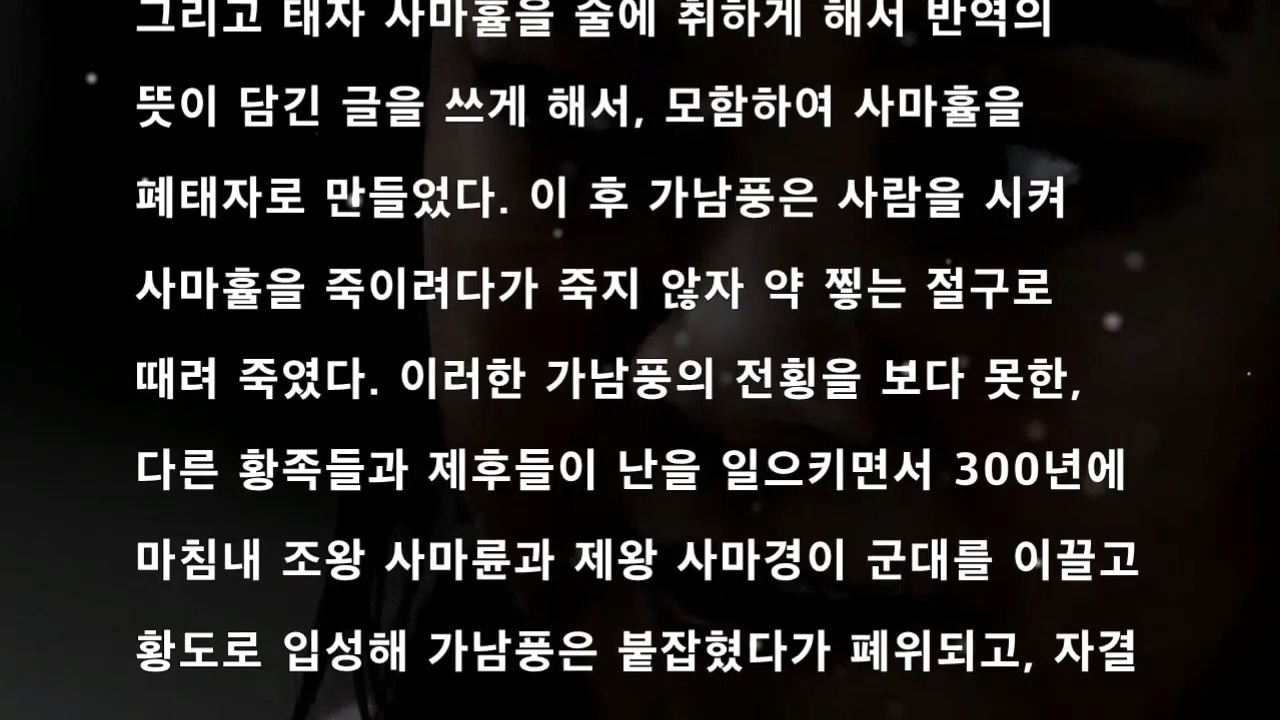 그리고 태자 사마휼을 술에 취하게 해서 반역의
뜻이 담긴 글을 쓰게 해서, 모함하여 사마휼을
폐태자로 만들었다. 이 후 가남풍은 사람을 시켜
사마휼을 죽이려다가 죽지 않자 약 찧는 절구로
때려 죽였다. 이러한 가남풍의 전횡을 보다 못한,
다른 황족들과 제후들이 난을 일으키면서 300년에
마침내 조왕 사마륜과 제왕 사마경이 군대를 이끌고
황도로 입성해 가남풍은 붙잡혔다가 폐위되고, 자결